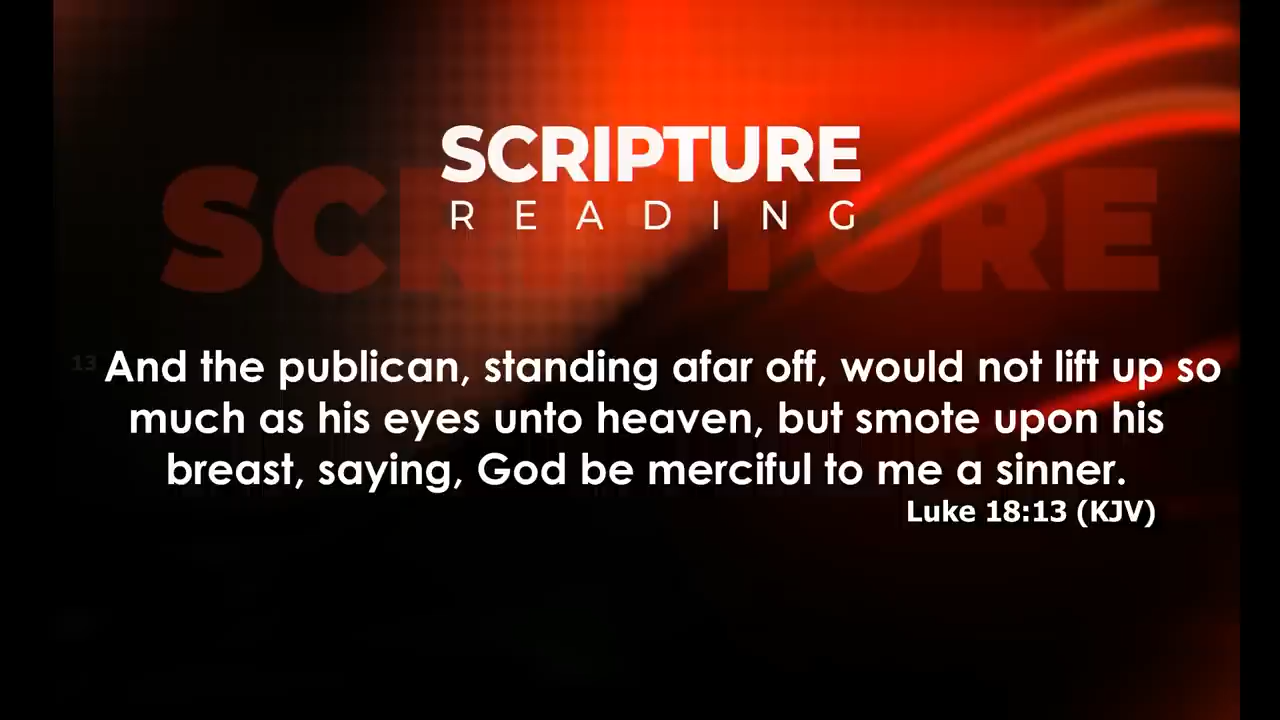 SCRIPTURE
READING
SCRIPTURE
13 And the publican, standing afar off, would not lift up so
much as his eyes unto heaven, but smote upon his
breast, saying, God be merciful to me a sinner.
Luke 18:13 (KJV)